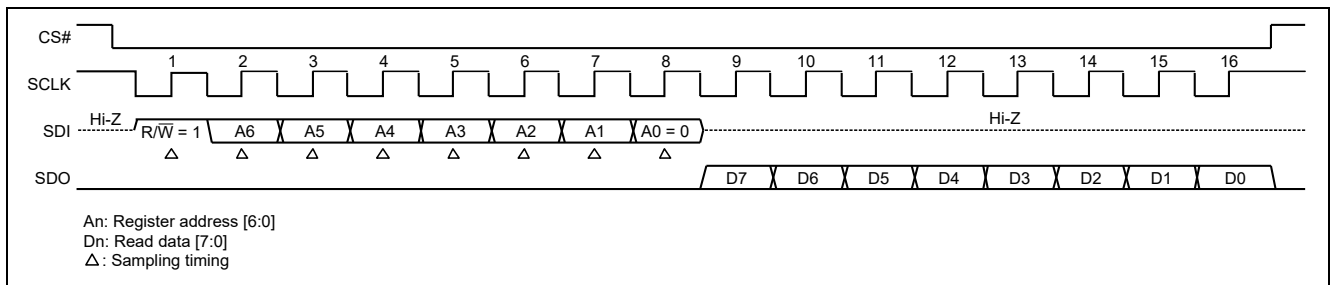 CS#
1 2 3 4 5 6 7 8 9 10 11 12 13 14 15 16
SCLK
Hi-Z Hi-Z
SDI R/W̅ = 1 A6 A5 A4 A3 A2 A1 A0 = 0
SDO D7 D6 D5 D4 D3 D2 D1 D0
An: Register address [6:0]
Dn: Read data [7:0]
△: Sampling timing